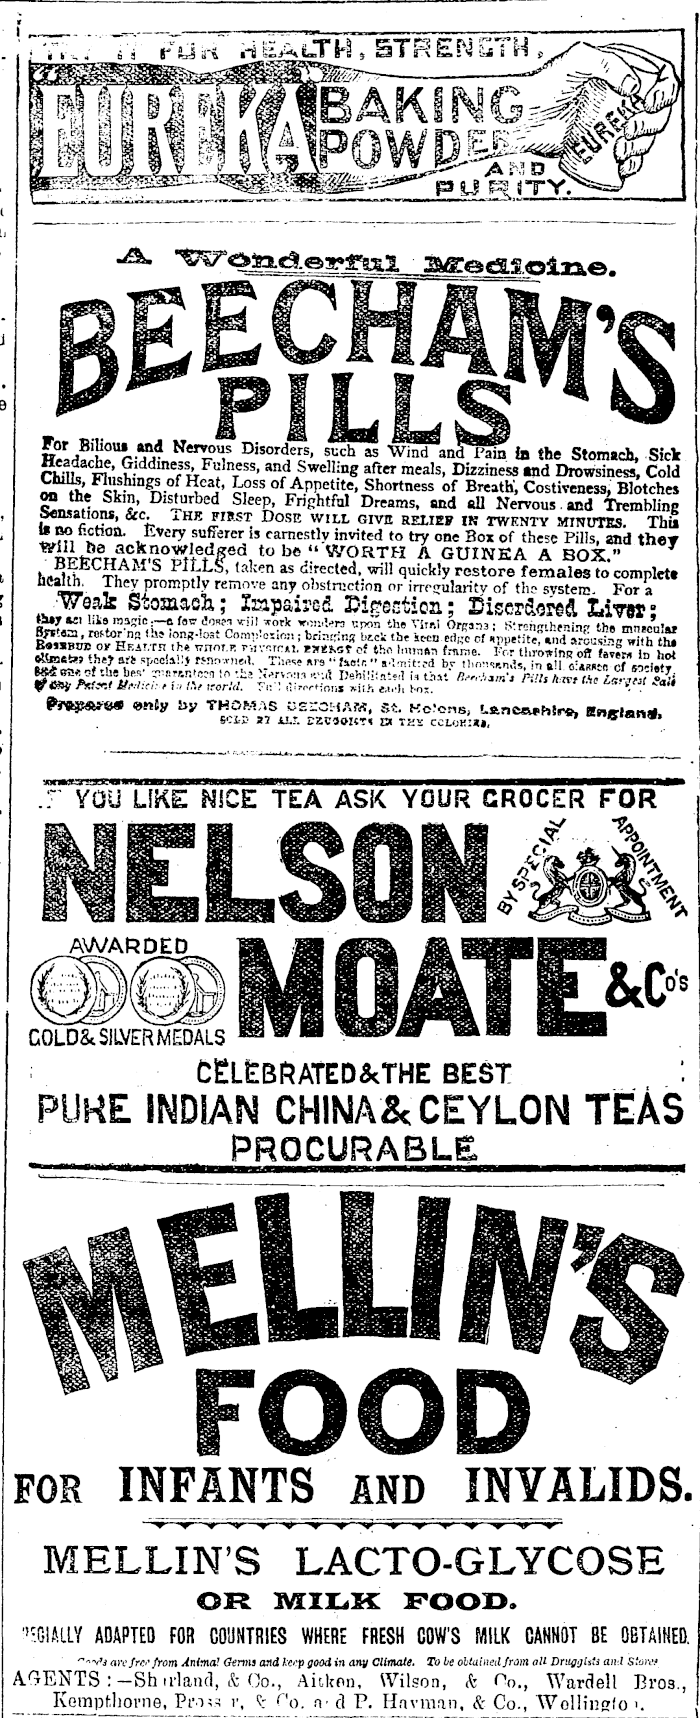 TRY IT FOR HEALTH, STRENGTH,
"EUREKA" BAKING
POWDER
EUREKA
AND
PURITY.
A Wonderful Medicine.
BEECHAM'S
PILLS
For Bilious and Nervous Disorders, such as Wind and Pain in the Stomach, Sick
Headache, Giddiness, Fulness, and Swelling after meals, Dizziness and Drowsiness, Cold
Chills, Flushings of Heat, Loss of Appetite, Shortness of Breath, Costiveness, Blotches
on the Skin, Disturbed Sleep, Frightful Dreams, and all Nervous and Trembling
Sensations, &c. THE FIRST DOSE WILL GIVE RELIEF IN TWENTY MINUTES. This
is no fiction. Every sufferer is earnestly invited to try one Box of these Pills, and they
will be acknowledged to be "WORTH A GUINEA A BOX."
BEECHAM'S PILLS, taken as directed, will quickly restore females to complete
health. They promptly remove any obstruction or irregularity of the system. For a
Weak Stomach; Impaired Digestion; Disordered Liver;
they act like magic:—a few doses will work wonders upon the Vital Organs; Strengthening the muscular
System, restoring the long-lost Complexion; bringing back the keen edge of appetite, and arousing with the
ROSEBUD OF HEALTH the WHOLE PHYSICAL ENERGY of the human frame. For throwing off fevers in hot
climates they are specially renowned. These are "facts" admitted by thousands, in all classes of society
and one of the best guarantees to the Nervous and Debilitated is that Beecham's Pills have the Largest Sale
of any Patent Medicine in the world. Full directions with each box.
Prepared only by THOMAS BEECHAM, St. Helens, Lancashire, England.
SOLD BY ALL DRUGGISTS IN THE COLONIES.
IF YOU LIKE NICE TEA ASK YOUR GROCER FOR
NELSON
BY SPECIAL APPOINTMENT
AWARDED
GOLD & SILVER MEDALS
MOATE & Co's
CELEBRATED & THE BEST
PURE INDIAN CHINA & CEYLON TEAS
PROCURABLE
MELLIN'S
FOOD
FOR INFANTS AND INVALIDS.
MELLIN'S LACTO-GLYCOSE
OR MILK FOOD.
SPECIALLY ADAPTED FOR COUNTRIES WHERE FRESH COW'S MILK CANNOT BE OBTAINED.
Goods are free from Animal Germs and keep good in any Climate. To be obtained from all Druggists and Stores
AGENTS:—Sharland, & Co., Aitken, Wilson, & Co., Wardell Bros.,
Kempthorne, Prosser, & Co. and P. Hayman, & Co., Wellington.